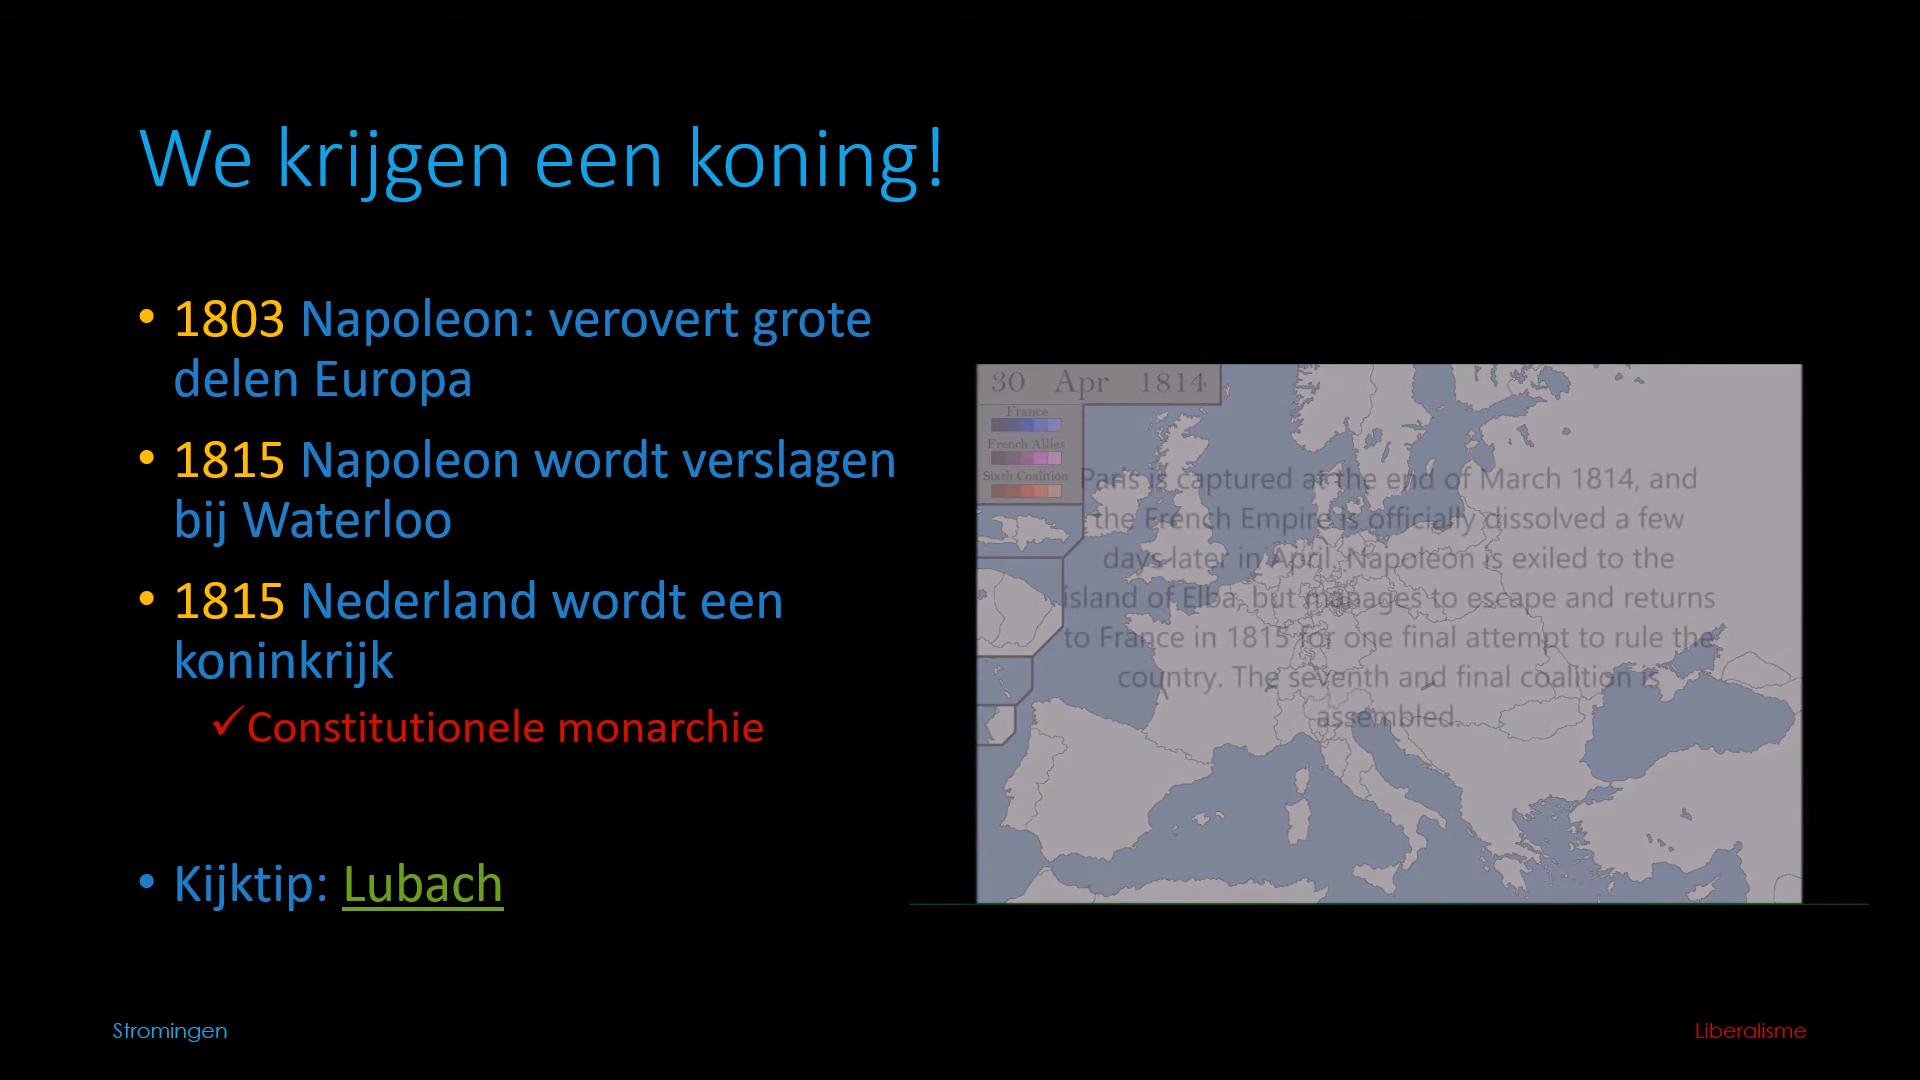 We krijgen een koning!
• 1803 Napoleon: verovert grote
delen Europa
• 1815 Napoleon wordt verslagen
bij Waterloo
• 1815 Nederland wordt een
koninkrijk
✓Constitutionele monarchie
• Kijktip: Lubach
30 Apr 1814
France
French Allies
Sixth Coalition
Paris is captured at the end of March 1814, and
the French Empire is officially dissolved a few
days later in April. Napoleon is exiled to the
island of Elba, but manages to escape and returns
to France in 1815 for one final attempt to rule the
country. The seventh and final coalition is
assembled.
Stromingen
Liberalisme